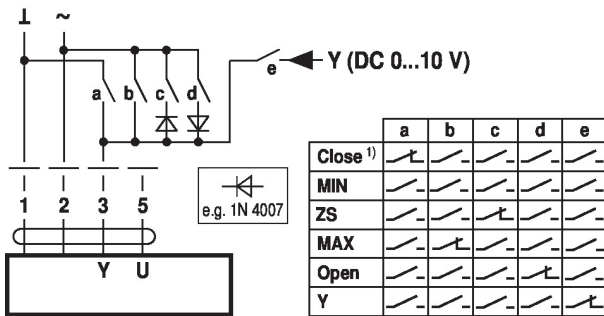 ⊥ ~
a b c d e Y (DC 0...10 V)
1 2 3 5
Y U
e.g. 1N 4007
a b c d e
Close 1)
MIN
ZS
MAX
Open
Y